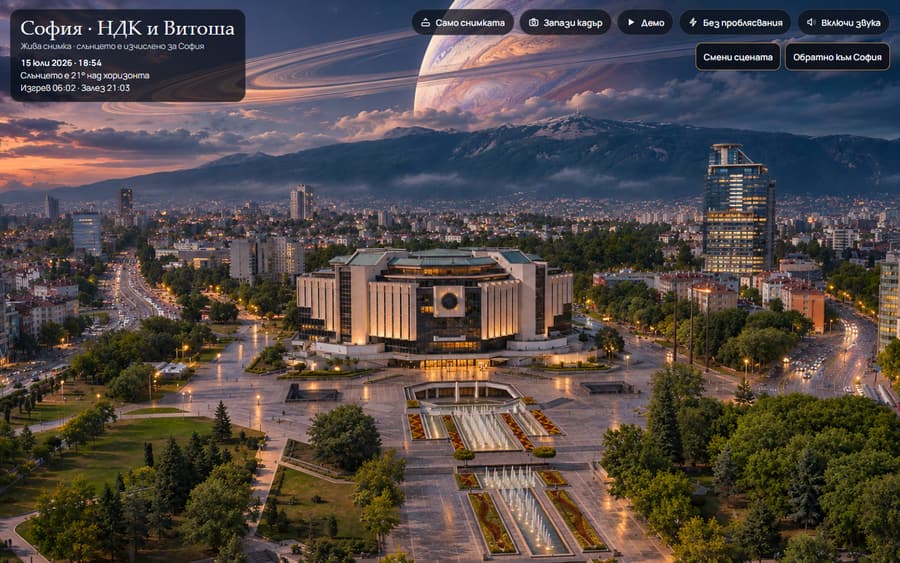 София · НДК и Витоша
Жива снимка · слънцето е изчислено за София
15 юли 2026 · 18:54
Слънцето е 21° над хоризонта
Изгрев 06:02 · Залез 21:03
Само снимката
Запази кадър
Демо
Без проблясвания
Включи звука
Смени сцената
Обратно към София